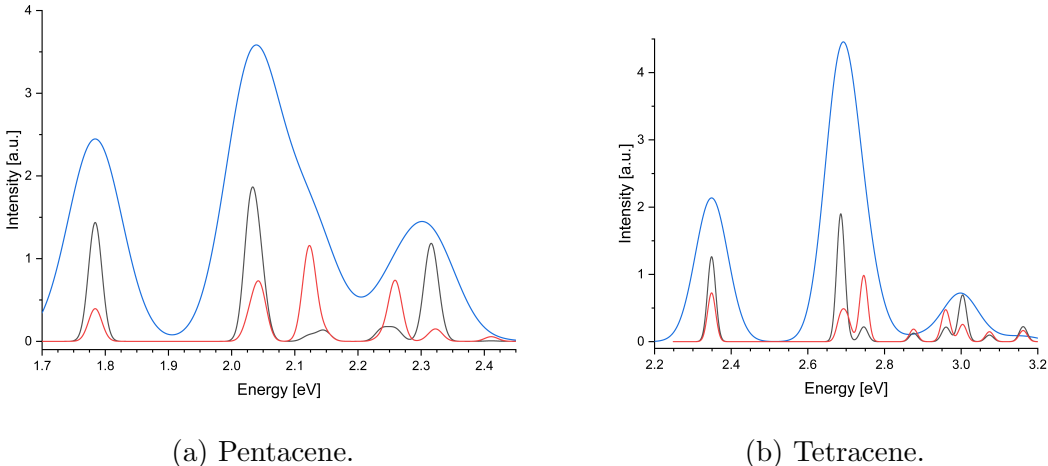 4
3
2
1
0
Intensity [a.u.]
1.7 1.8 1.9 2.0 2.1 2.2 2.3 2.4
Energy [eV]
(a) Pentacene.
4
3
2
1
0
Intensity [a.u.]
2.2 2.4 2.6 2.8 3.0 3.2
Energy [eV]
(b) Tetracene.